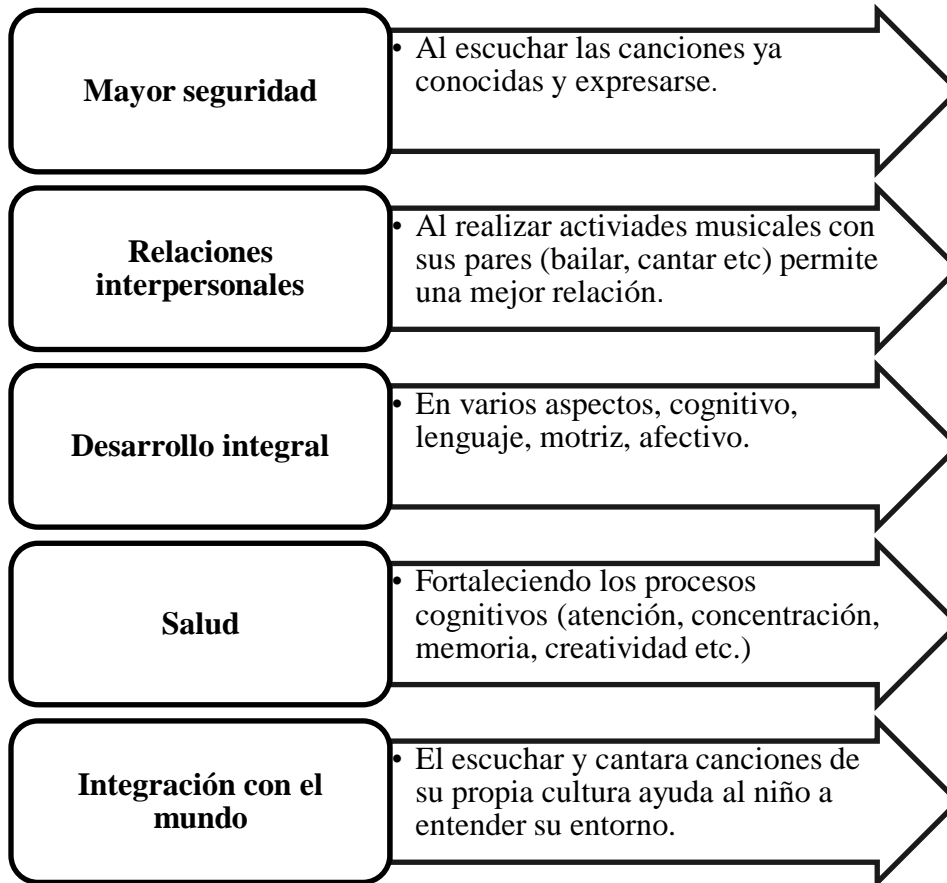 Mayor seguridad
• Al escuchar las canciones ya
conocidas y expresarse.
Relaciones
interpersonales
• Al realizar activiades musicales con
sus pares (bailar, cantar etc) permite
una mejor relación.
Desarrollo integral
• En varios aspectos, cognitivo,
lenguaje, motriz, afectivo.
Salud
• Fortaleciendo los procesos
cognitivos (atención, concentración,
memoria, creatividad etc.)
Integración con el
mundo
• El escuchar y cantara canciones de
su propia cultura ayuda al niño a
entender su entorno.